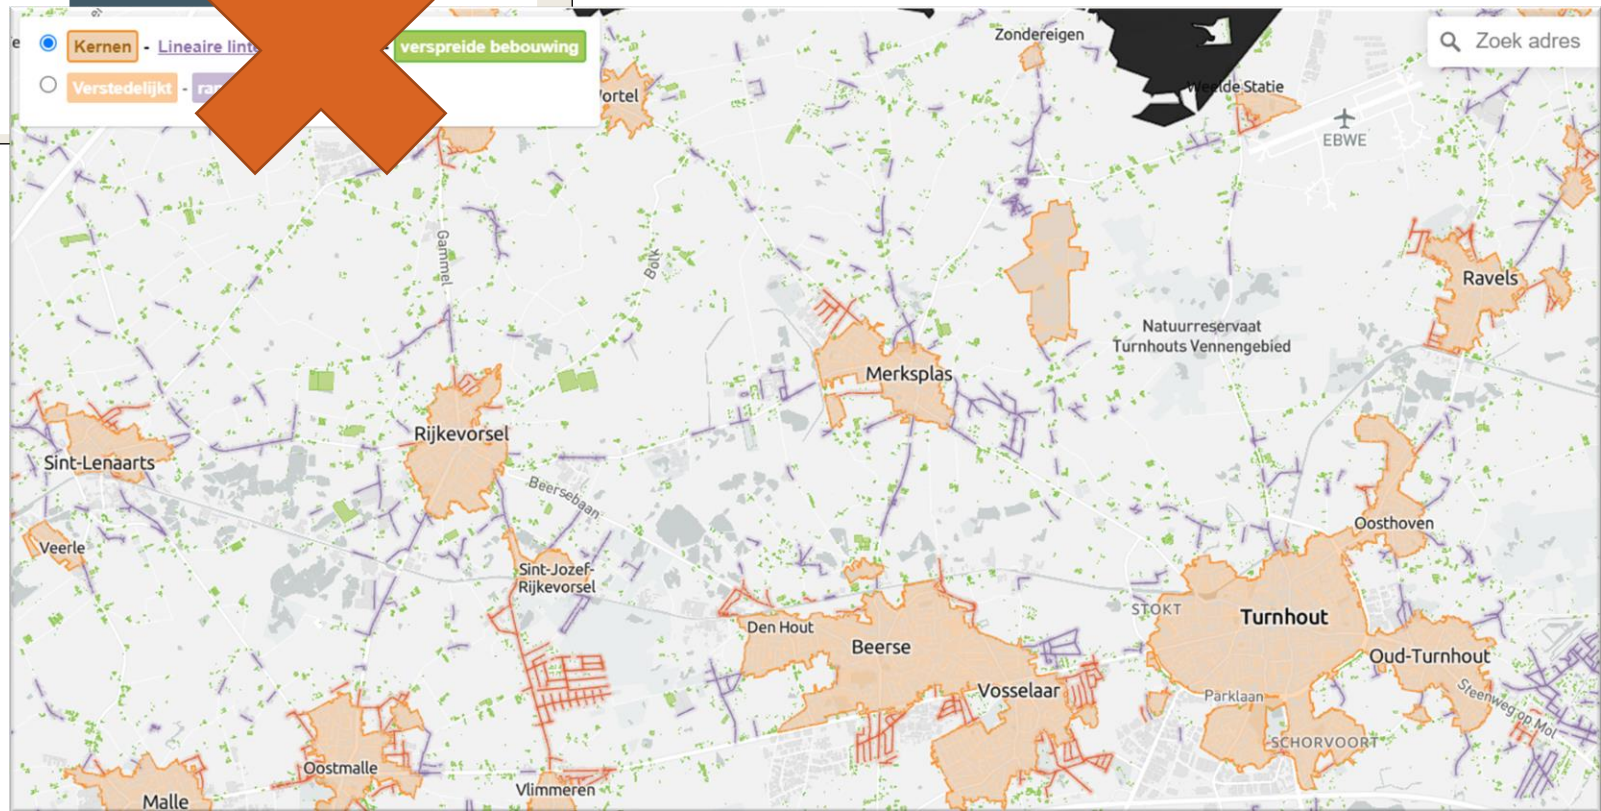 Kernen - Lineaire - verspreide bebouwing
Verstedelijkt -
Zoek adres
Zondereigen
Weelde Statie
EBWE
Gammel
Bolk
Ravels
Natuurreservaat
Turnhouts Vennengebied
Merksplas
Rijkevorsel
Sint-Lenaarts
Beersebaan
Oosthoven
Veerle
Sint-Jozef-
Rijkevorsel
STOKT
Turnhout
Den Hout
Beerse
Oud-Turnhout
Vosselaar
Parklaan
Steenweg op Mol
SCHORVOORT
Oostmalle
Vlimmeren
Malle